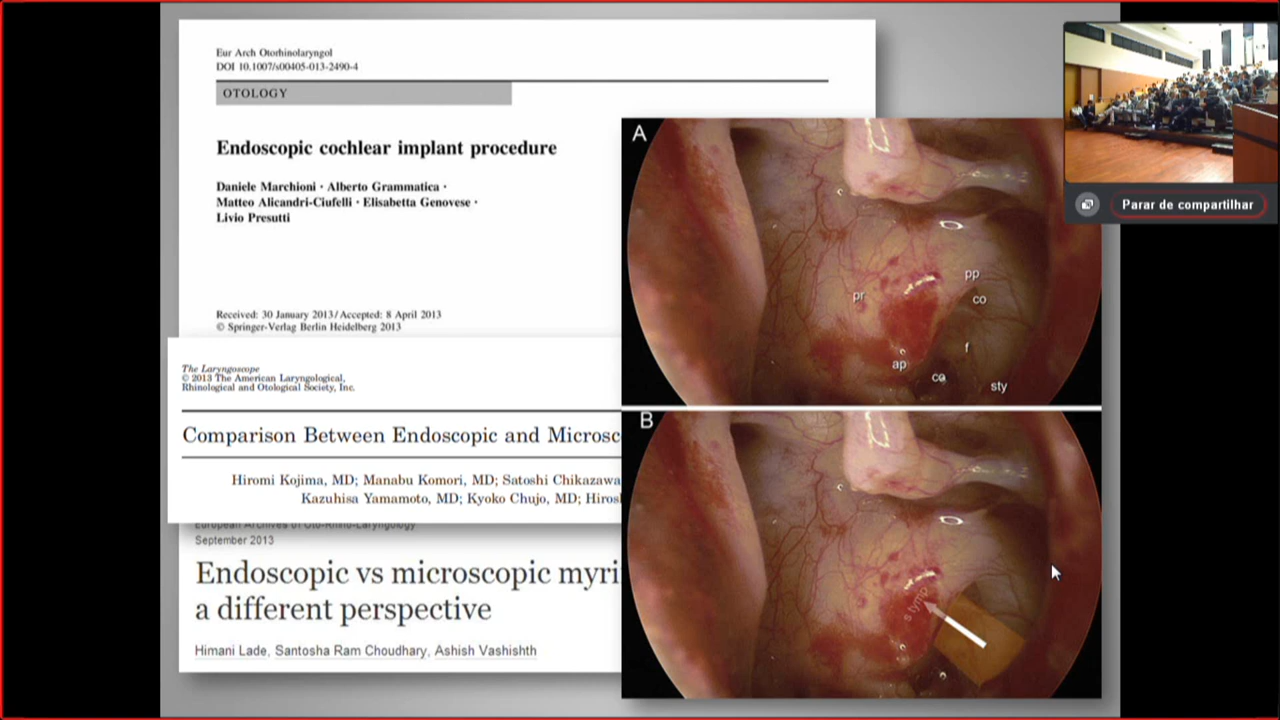 Eur Arch Otorhinolaryngol
DOI 10.1007/s00405-013-2490-4
OTOLOGY
Endoscopic cochlear implant procedure
Daniele Marchioni · Alberto Grammatica ·
Matteo Alicandri-Ciufelli · Elisabetta Genovese ·
Livio Presutti
Received: 30 January 2013 / Accepted: 8 April 2013
© Springer-Verlag Berlin Heidelberg 2013
The Laryngoscope
© 2013 The American Laryngological,
Rhinological and Otological Society, Inc.
Comparison Between Endoscopic and Microsc
Hiromi Kojima, MD; Manabu Komori, MD; Satoshi Chikazawa
Kazuhisa Yamamoto, MD; Kyoko Chujo, MD; Hiros
European Archives of Oto-Rhino-Laryngology
September 2013
Endoscopic vs microscopic myri
a different perspective
Himani Lade, Santosha Ram Choudhary, Ashish Vashishth
A
pp
pr
co
f
ap
co
sty
B
s tymp
Parar de compartilhar